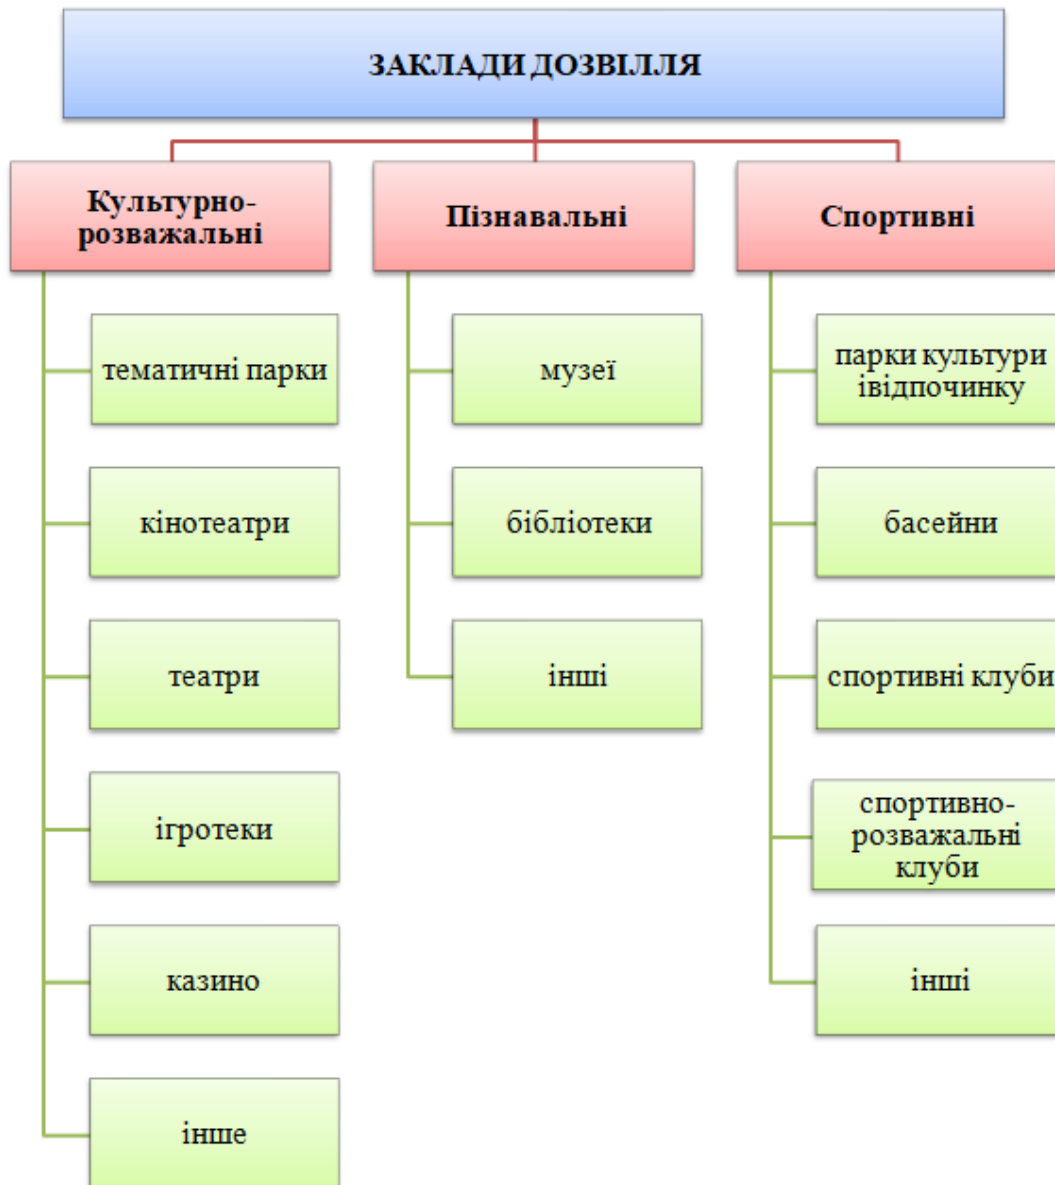 ЗАКЛАДИ ДОЗВІЛЛЯ
Культурно-
розважальні
тематичні парки
кінотеатри
театри
ігротеки
казино
інше
Пізнавальні
музеї
бібліотеки
інші
Спортивні
парки культури
івідпочинку
басейни
спортивні клуби
спортивно-
розважальні
клуби
інші